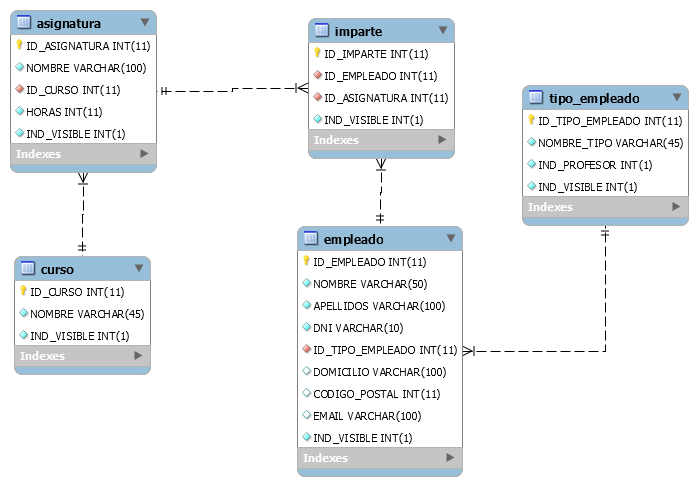 asignatura
ID_ASIGNATURA INT(11)
NOMBRE VARCHAR(100)
ID_CURSO INT(11)
HORAS INT(11)
IND_VISIBLE INT(1)
Indexes
imparte
ID_IMPARTE INT(11)
ID_EMPLEADO INT(11)
ID_ASIGNATURA INT(11)
IND_VISIBLE INT(1)
Indexes
tipo_empleado
ID_TIPO_EMPLEADO INT(11)
NOMBRE_TIPO VARCHAR(45)
IND_PROFESOR INT(1)
IND_VISIBLE INT(1)
Indexes
curso
ID_CURSO INT(11)
NOMBRE VARCHAR(45)
IND_VISIBLE INT(1)
Indexes
empleado
ID_EMPLEADO INT(11)
NOMBRE VARCHAR(50)
APELLIDOS VARCHAR(100)
DNI VARCHAR(10)
ID_TIPO_EMPLEADO INT(11)
DOMICILIO VARCHAR(100)
CODIGO_POSTAL INT(11)
EMAIL VARCHAR(100)
IND_VISIBLE INT(1)
Indexes